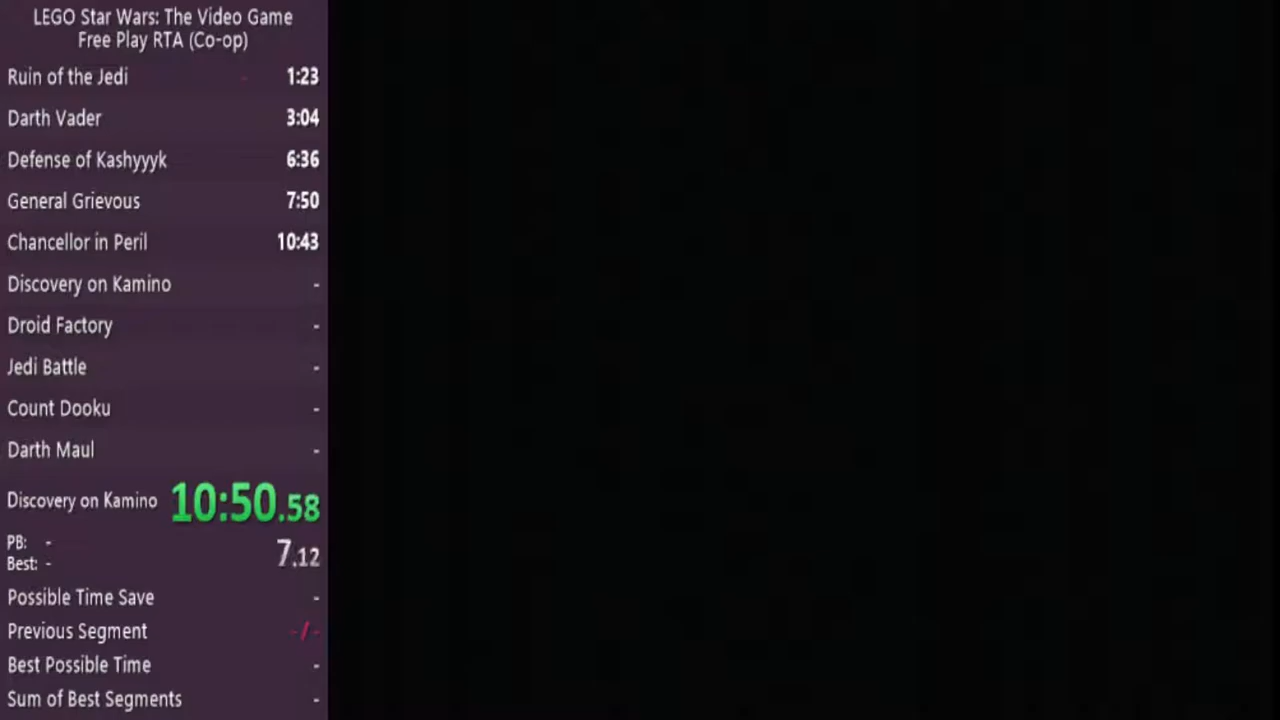 LEGO Star Wars: The Video Game
Free Play RTA (Co-op)
Ruin of the Jedi - 1:23
Darth Vader 3:04
Defense of Kashyyyk 6:36
General Grievous 7:50
Chancellor in Peril 10:43
Discovery on Kamino -
Droid Factory -
Jedi Battle -
Count Dooku -
Darth Maul -
Discovery on Kamino 10:50.58
PB: - 7.12
Best: -
Possible Time Save -
Previous Segment -/-
Best Possible Time -
Sum of Best Segments -